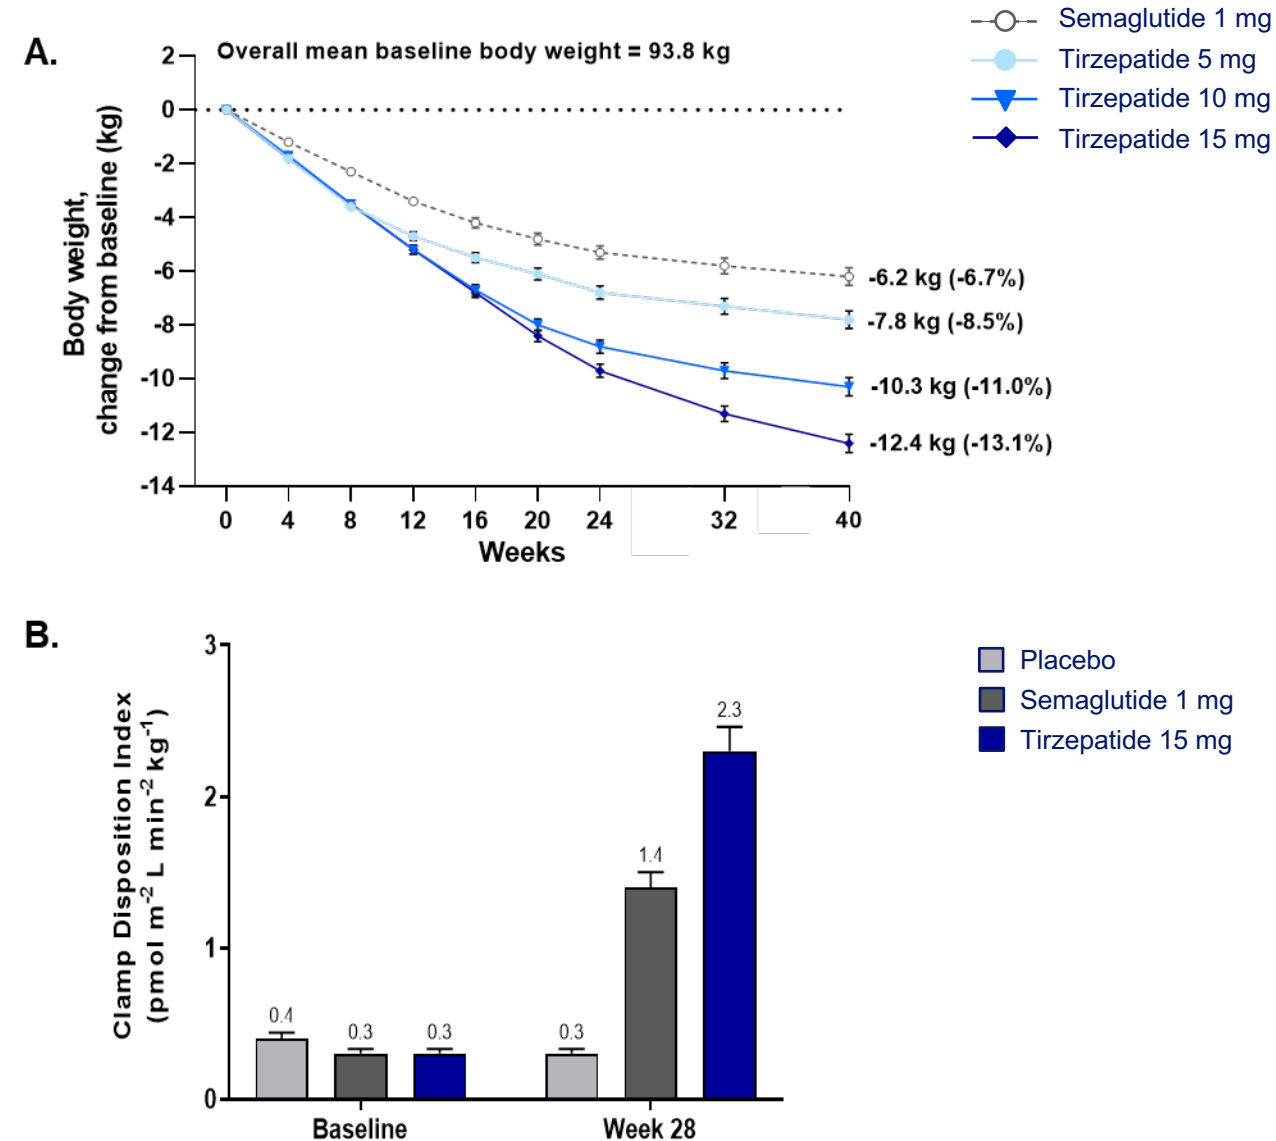 A.
Overall mean baseline body weight = 93.8 kg
Semaglutide 1 mg
Tirzepatide 5 mg
Tirzepatide 10 mg
Tirzepatide 15 mg
Body weight,
change from baseline (kg)
2
0
-2
-4
-6
-8
-10
-12
-14
-6.2 kg (-6.7%)
-7.8 kg (-8.5%)
-10.3 kg (-11.0%)
-12.4 kg (-13.1%)
0 4 8 12 16 20 24 32 40
Weeks
B.
Placebo
Semaglutide 1 mg
Tirzepatide 15 mg
Clamp Disposition Index
(pmol m⁻² L min⁻² kg⁻¹)
3
2
1
0
0.4 0.3 0.3 0.3 1.4 2.3
Baseline Week 28